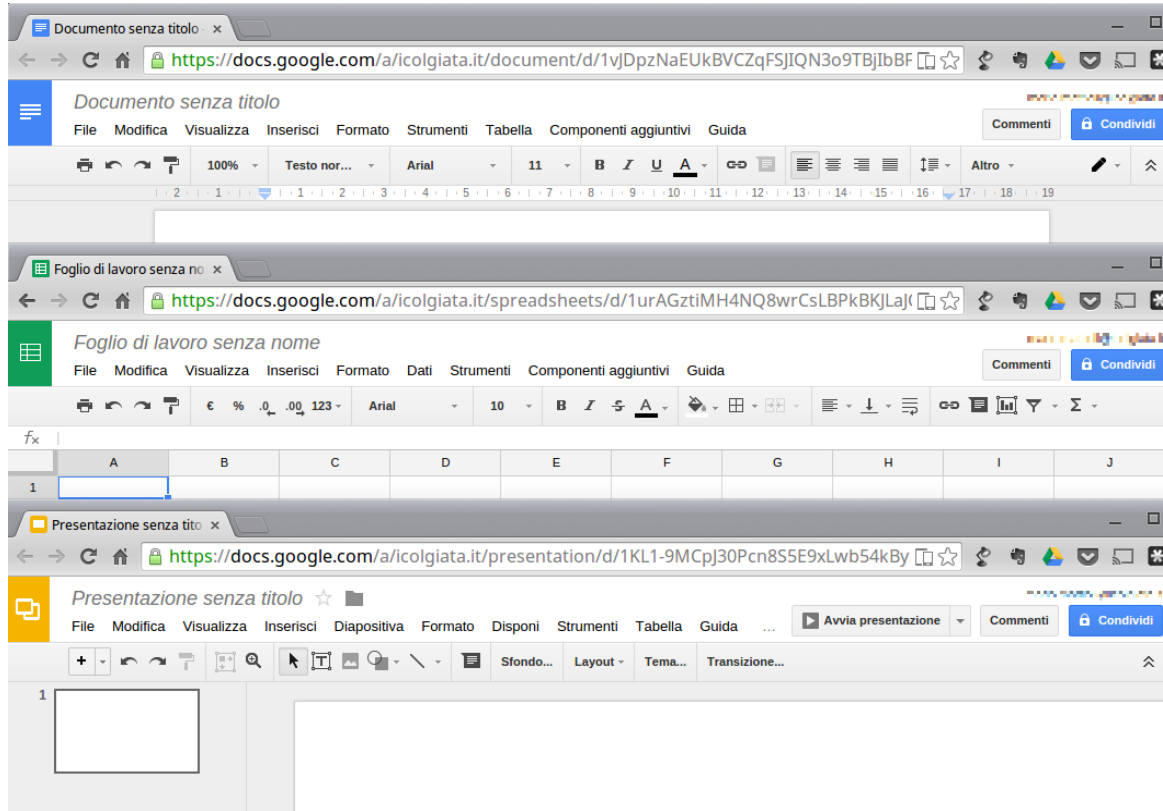 Documento senza titolo
https://docs.google.com/a/icolgiata.it/document/d/1vJDpzNaEUkBVCZqFSJIQN3o9TBjIbBF
Documento senza titolo
File Modifica Visualizza Inserisci Formato Strumenti Tabella Componenti aggiuntivi Guida
Commenti Condividi
100% Testo nor... Arial 11 B I U A Altro
2 1 1 2 3 4 5 6 7 8 9 10 11 12 13 14 15 16 17 18 19
Foglio di lavoro senza no
https://docs.google.com/a/icolgiata.it/spreadsheets/d/1urAGztiMH4NQ8wrCsLBPkBKJLaJ
Foglio di lavoro senza nome
File Modifica Visualizza Inserisci Formato Dati Strumenti Componenti aggiuntivi Guida
Commenti Condividi
€ % .0 .00 123 Arial 10 B I S A Σ
fx
A B C D E F G H I J
1
Presentazione senza tito
https://docs.google.com/a/icolgiata.it/presentation/d/1KL1-9MCpJ30Pcn8S5E9xLwb54kBy
Presentazione senza titolo
File Modifica Visualizza Inserisci Diapositiva Formato Disponi Strumenti Tabella Guida ...
Avvia presentazione Commenti Condividi
+ T Sfondo... Layout Tema... Transizione...
1